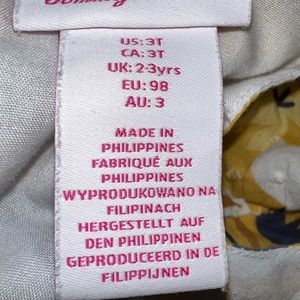 US: 3T
CA: 3T
UK: 2-3yrs
EU: 98
AU: 3
MADE IN
PHILIPPINES
FABRIQUÉ AUX
PHILIPPINES
WYPRODUKOWANO NA
FILIPINACH
HERGESTELLT AUF
DEN PHILIPPINEN
GEPRODUCEERD IN DE
FILIPPIJNEN